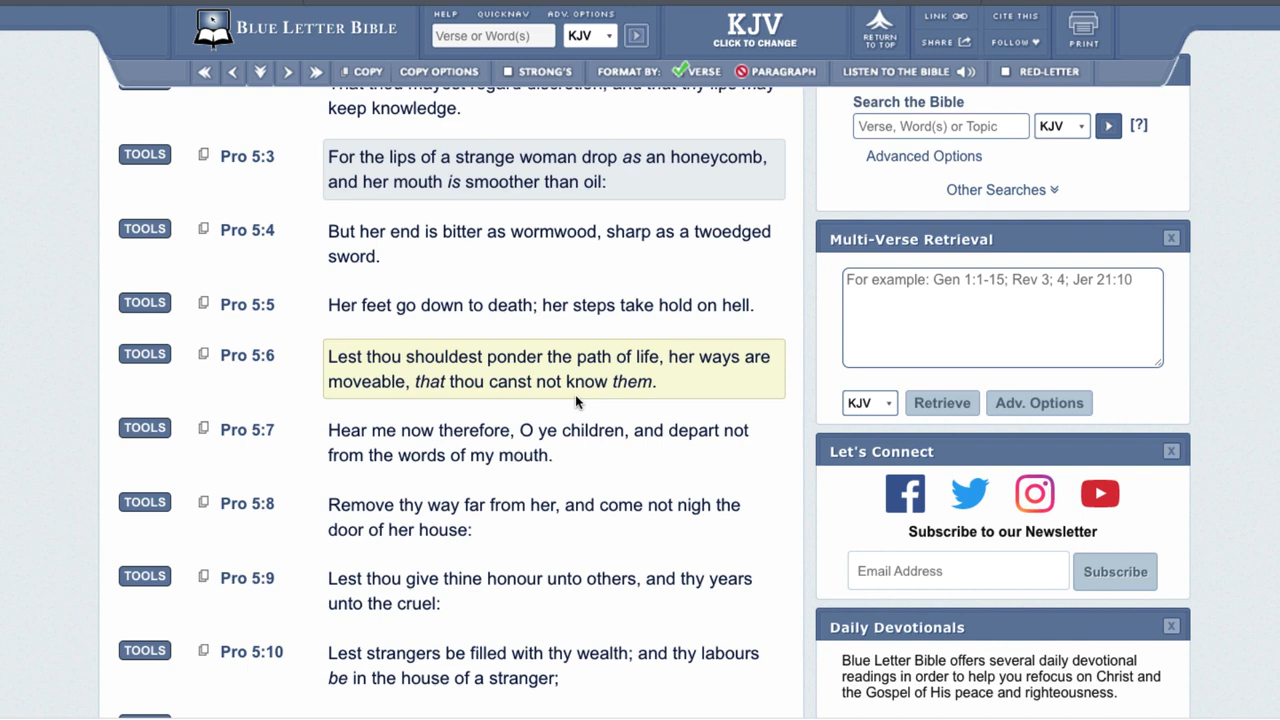 HELP QUICKNAV ADV. OPTIONS
BLUE LETTER BIBLE
Verse or Word(s) KJV
KJV
CLICK TO CHANGE
RETURN
TO TOP
LINK CITE THIS
SHARE FOLLOW
PRINT
COPY COPY OPTIONS STRONG'S FORMAT BY: VERSE PARAGRAPH LISTEN TO THE BIBLE RED-LETTER
That thou mayest regard discretion, and that thy lips may
keep knowledge.
TOOLS Pro 5:3 For the lips of a strange woman drop as an honeycomb,
and her mouth is smoother than oil:
TOOLS Pro 5:4 But her end is bitter as wormwood, sharp as a twoedged
sword.
TOOLS Pro 5:5 Her feet go down to death; her steps take hold on hell.
TOOLS Pro 5:6 Lest thou shouldest ponder the path of life, her ways are
moveable, that thou canst not know them.
TOOLS Pro 5:7 Hear me now therefore, O ye children, and depart not
from the words of my mouth.
TOOLS Pro 5:8 Remove thy way far from her, and come not nigh the
door of her house:
TOOLS Pro 5:9 Lest thou give thine honour unto others, and thy years
unto the cruel:
TOOLS Pro 5:10 Lest strangers be filled with thy wealth; and thy labours
be in the house of a stranger;
Search the Bible
Verse, Word(s) or Topic KJV [?]
Advanced Options
Other Searches
Multi-Verse Retrieval X
For example: Gen 1:1-15; Rev 3; 4; Jer 21:10
KJV Retrieve Adv. Options
Let's Connect X
Subscribe to our Newsletter
Email Address Subscribe
Daily Devotionals X
Blue Letter Bible offers several daily devotional
readings in order to help you refocus on Christ and
the Gospel of His peace and righteousness.